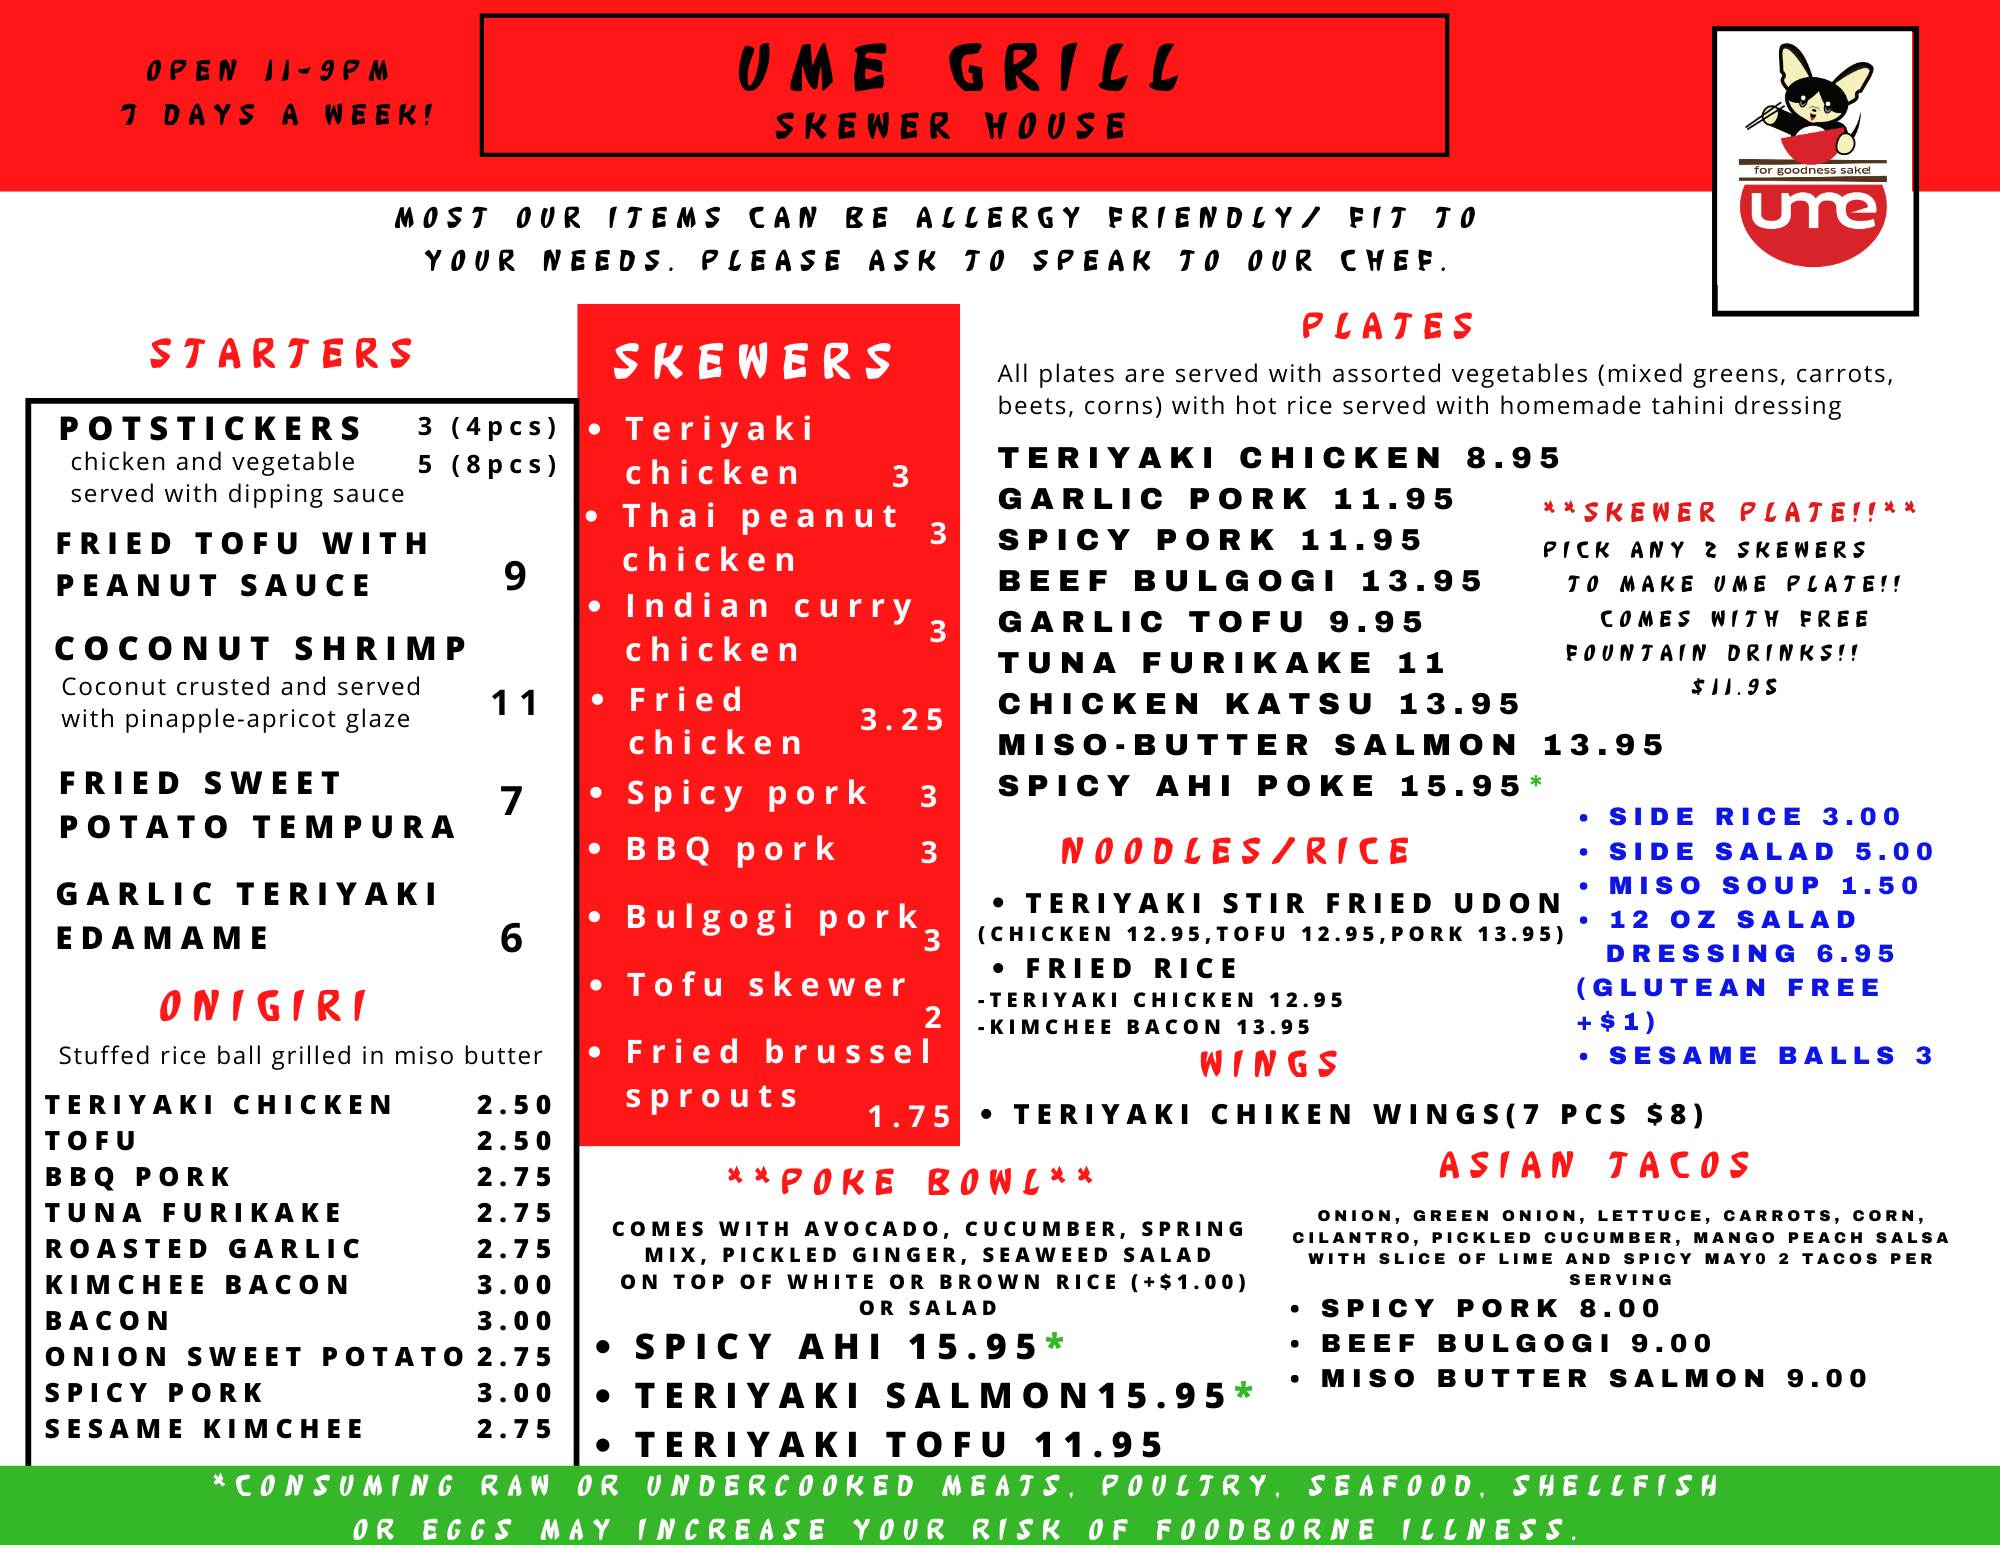 OPEN 11-9PM
7 DAYS A WEEK!
UME GRILL
SKEWER HOUSE
for goodness sake!
ume
MOST OUR ITEMS CAN BE ALLERGY FRIENDLY/ FIT TO
YOUR NEEDS. PLEASE ASK TO SPEAK TO OUR CHEF.
STARTERS
POTSTICKERS 3 (4pcs)
chicken and vegetable 5 (8pcs)
served with dipping sauce
FRIED TOFU WITH
PEANUT SAUCE 9
COCONUT SHRIMP
Coconut crusted and served 11
with pinapple-apricot glaze
FRIED SWEET 7
POTATO TEMPURA
GARLIC TERIYAKI
EDAMAME 6
ONIGIRI
Stuffed rice ball grilled in miso butter
TERIYAKI CHICKEN 2.50
TOFU 2.50
BBQ PORK 2.75
TUNA FURIKAKE 2.75
ROASTED GARLIC 2.75
KIMCHEE BACON 3.00
BACON 3.00
ONION SWEET POTATO 2.75
SPICY PORK 3.00
SESAME KIMCHEE 2.75
SKEWERS
• Teriyaki
chicken 3
• Thai peanut 3
chicken
• Indian curry 3
chicken
• Fried 3.25
chicken
• Spicy pork 3
• BBQ pork 3
• Bulgogi pork 3
• Tofu skewer 2
• Fried brussel
sprouts 1.75
PLATES
All plates are served with assorted vegetables (mixed greens, carrots,
beets, corns) with hot rice served with homemade tahini dressing
TERIYAKI CHICKEN 8.95
GARLIC PORK 11.95
SPICY PORK 11.95
BEEF BULGOGI 13.95
GARLIC TOFU 9.95
TUNA FURIKAKE 11
CHICKEN KATSU 13.95
MISO-BUTTER SALMON 13.95
SPICY AHI POKE 15.95*
**SKEWER PLATE!!**
PICK ANY 2 SKEWERS
TO MAKE UME PLATE!!
COMES WITH FREE
FOUNTAIN DRINKS!!
$11.95
• SIDE RICE 3.00
• SIDE SALAD 5.00
• MISO SOUP 1.50
• 12 OZ SALAD
DRESSING 6.95
(GLUTEAN FREE
+$1)
• SESAME BALLS 3
NOODLES/RICE
• TERIYAKI STIR FRIED UDON
(CHICKEN 12.95,TOFU 12.95,PORK 13.95)
• FRIED RICE
-TERIYAKI CHICKEN 12.95
-KIMCHEE BACON 13.95
WINGS
• TERIYAKI CHIKEN WINGS(7 PCS $8)
**POKE BOWL**
COMES WITH AVOCADO, CUCUMBER, SPRING
MIX, PICKLED GINGER, SEAWEED SALAD
ON TOP OF WHITE OR BROWN RICE (+$1.00)
OR SALAD
• SPICY AHI 15.95*
• TERIYAKI SALMON15.95*
• TERIYAKI TOFU 11.95
ASIAN TACOS
ONION, GREEN ONION, LETTUCE, CARROTS, CORN,
CILANTRO, PICKLED CUCUMBER, MANGO PEACH SALSA
WITH SLICE OF LIME AND SPICY MAY0 2 TACOS PER
SERVING
• SPICY PORK 8.00
• BEEF BULGOGI 9.00
• MISO BUTTER SALMON 9.00
*CONSUMING RAW OR UNDERCOOKED MEATS, POULTRY, SEAFOOD, SHELLFISH
OR EGGS MAY INCREASE YOUR RISK OF FOODBORNE ILLNESS.